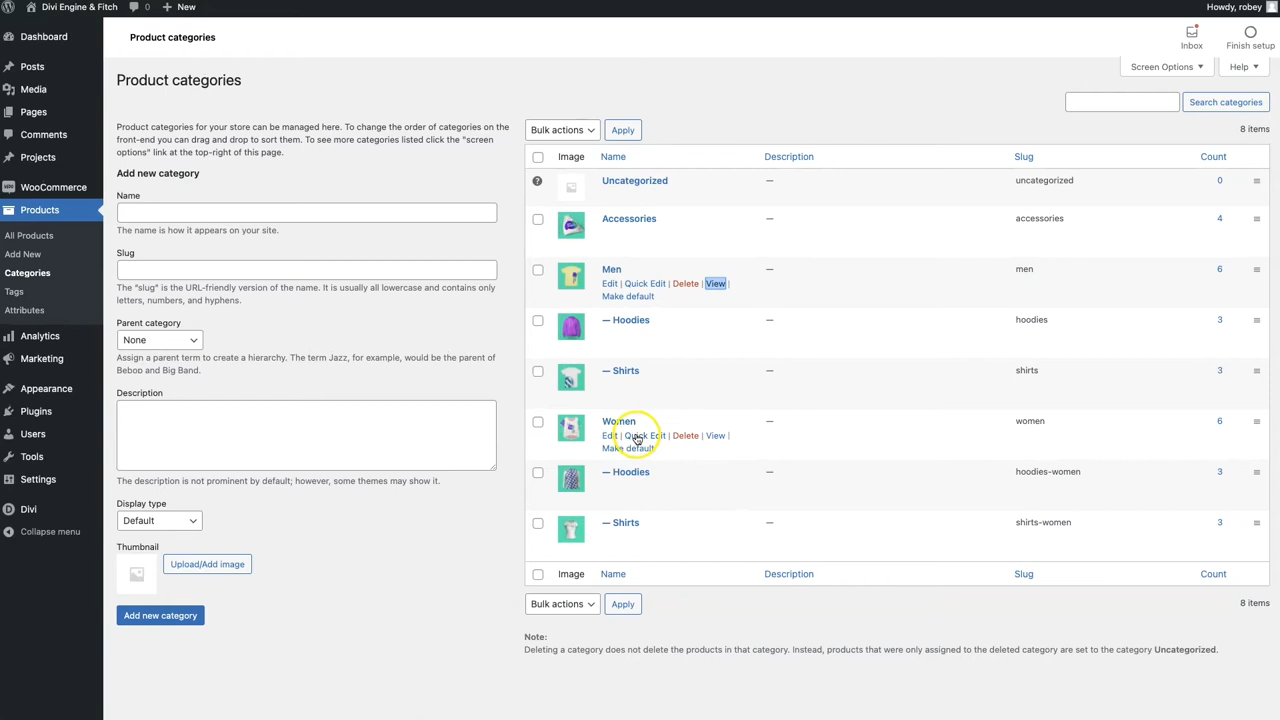 Divi Engine & Fitch 0 + New Howdy, robey
Dashboard
Posts
Media
Pages
Comments
Projects
WooCommerce
Products
All Products
Add New
Categories
Tags
Attributes
Analytics
Marketing
Appearance
Plugins
Users
Tools
Settings
Divi
Collapse menu
Product categories
Inbox
Finish setup
Screen Options
Help
Product categories
Search categories
Product categories for your store can be managed here. To change the order of categories on the
front-end you can drag and drop to sort them. To see more categories listed click the "screen
options" link at the top-right of this page.
Add new category
Name
The name is how it appears on your site.
Slug
The "slug" is the URL-friendly version of the name. It is usually all lowercase and contains only
letters, numbers, and hyphens.
Parent category
None
Assign a parent term to create a hierarchy. The term Jazz, for example, would be the parent of
Bebop and Big Band.
Description
The description is not prominent by default; however, some themes may show it.
Display type
Default
Thumbnail
Upload/Add image
Add new category
Bulk actions Apply 8 items
Image Name Description Slug Count
Uncategorized — uncategorized 0
Accessories — accessories 4
Men — men 6
Edit | Quick Edit | Delete | View |
Make default
— Hoodies — hoodies 3
— Shirts — shirts 3
Women — women 6
Edit | Quick Edit | Delete | View |
Make default
— Hoodies — hoodies-women 3
— Shirts — shirts-women 3
Image Name Description Slug Count
Bulk actions Apply 8 items
Note:
Deleting a category does not delete the products in that category. Instead, products that were only assigned to the deleted category are set to the category Uncategorized.